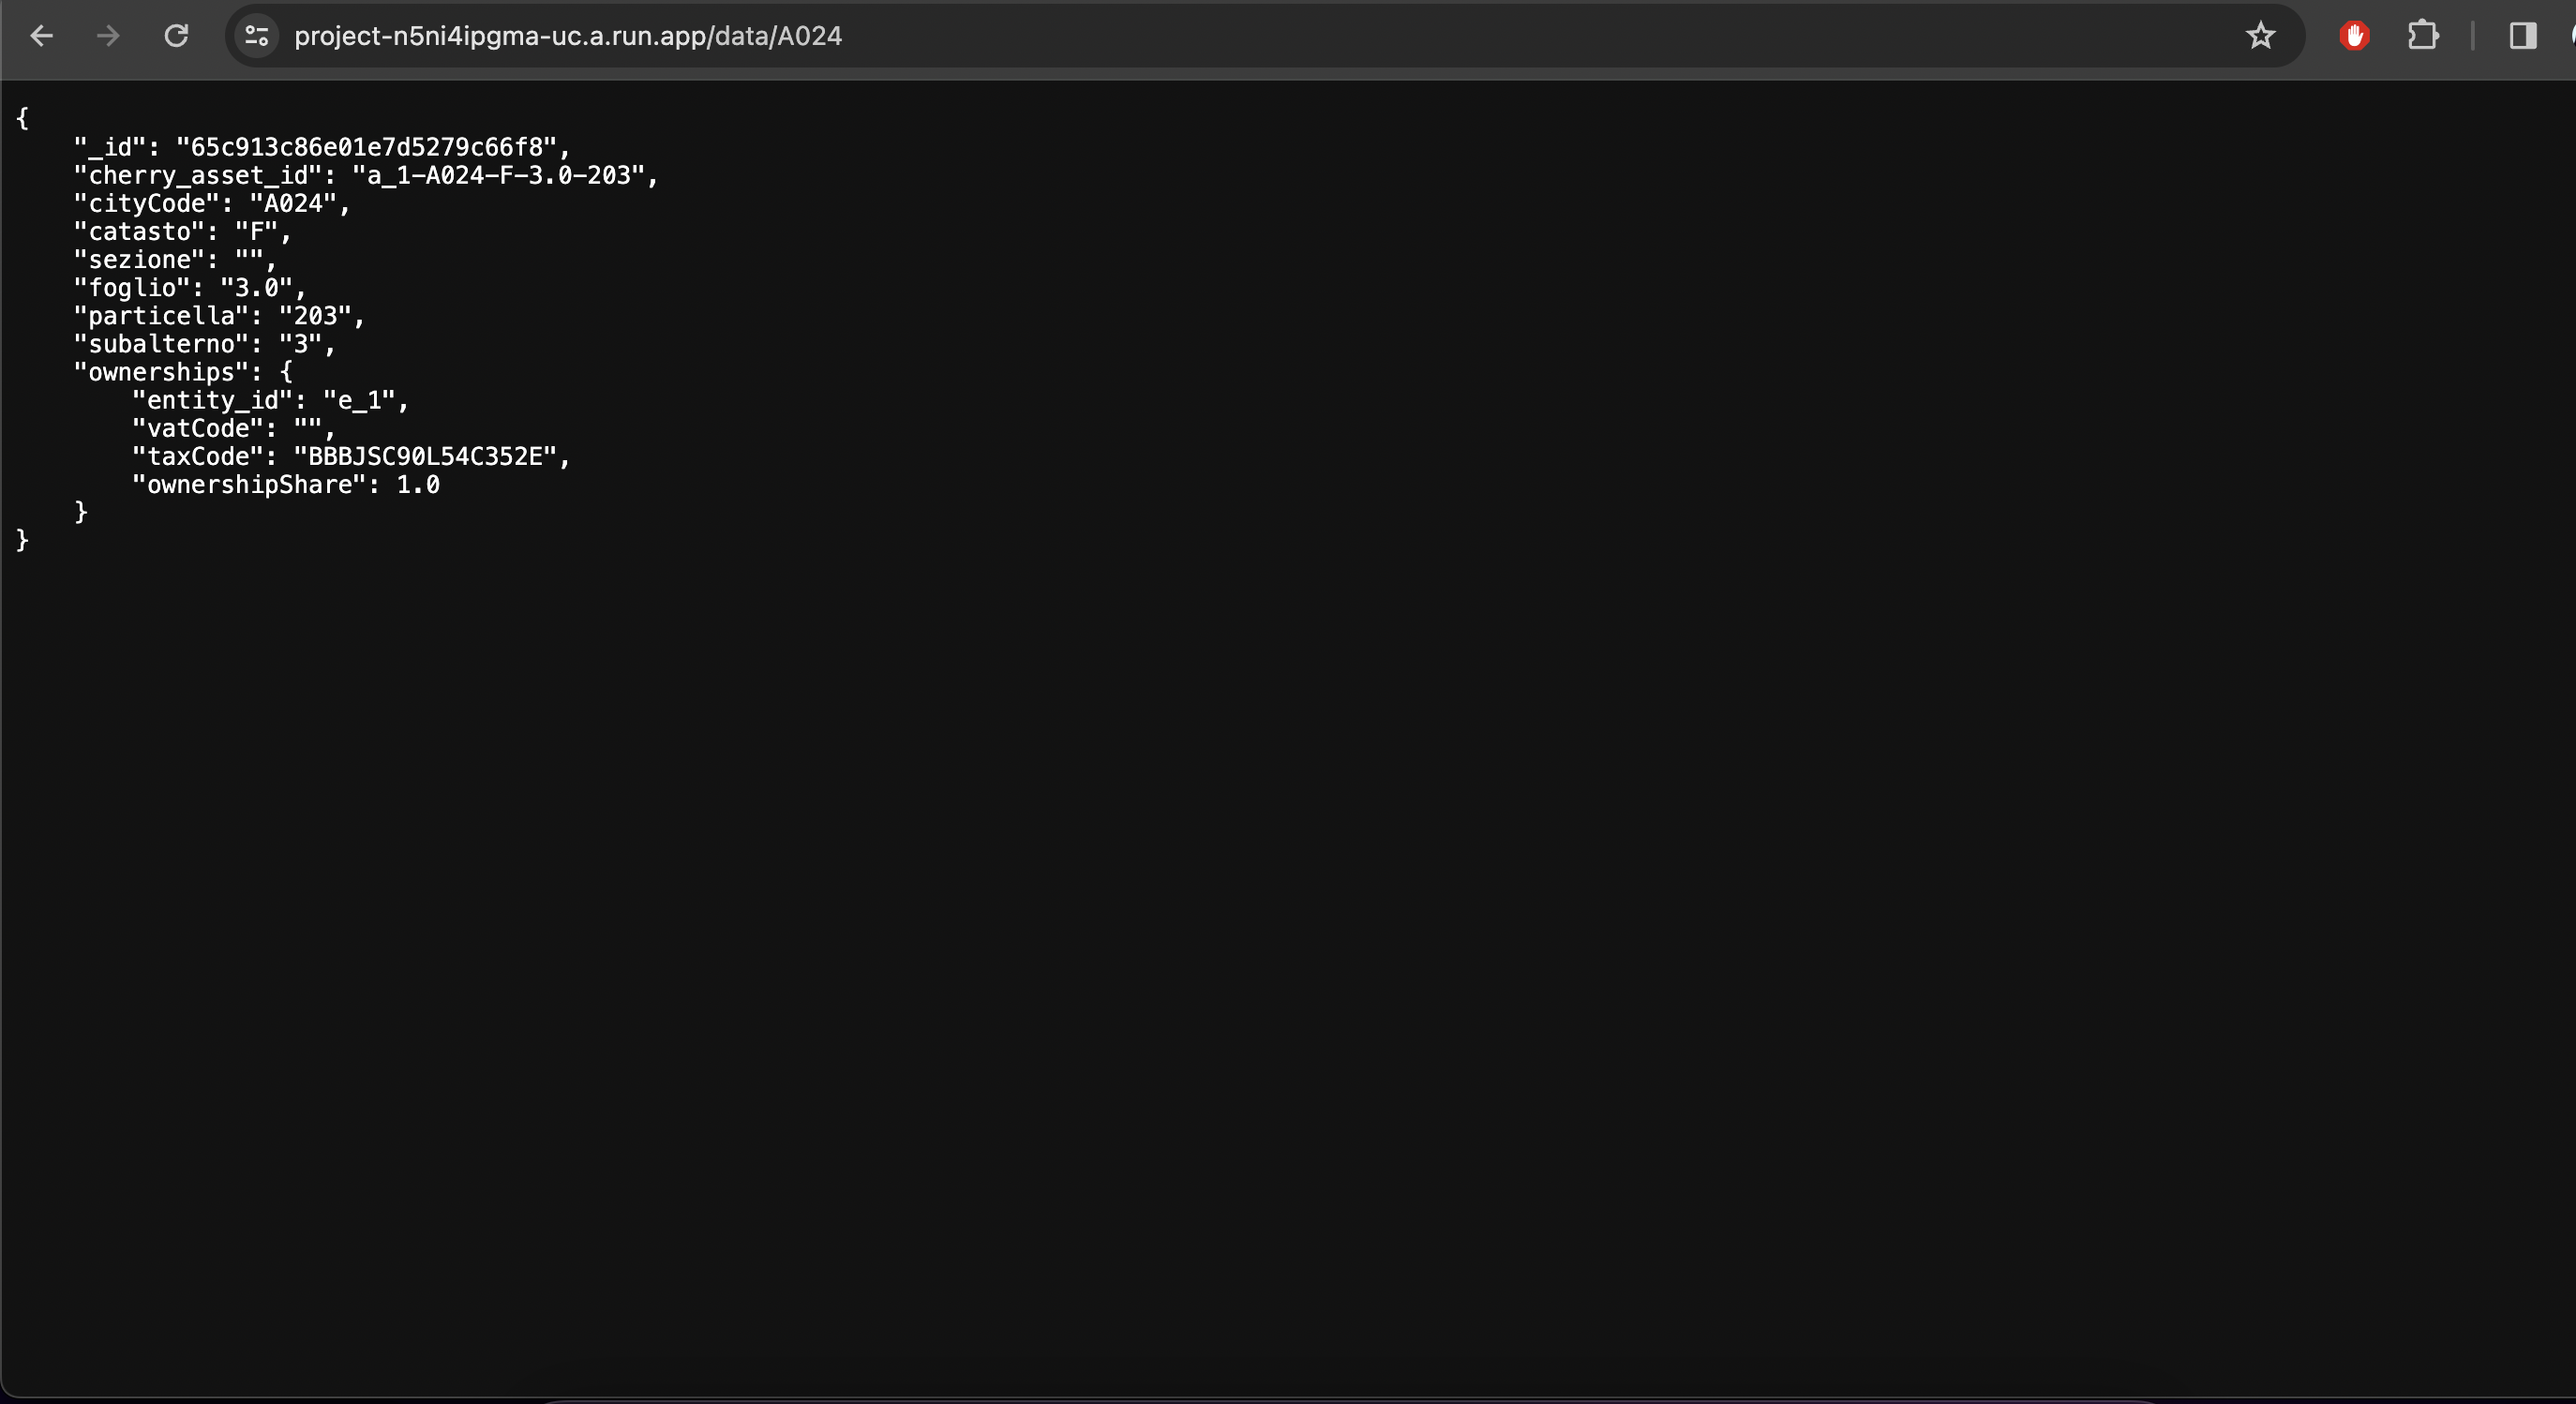 project-n5ni4ipgma-uc.a.run.app/data/A024
{
    "_id": "65c913c86e01e7d5279c66f8",
    "cherry_asset_id": "a_1-A024-F-3.0-203",
    "cityCode": "A024",
    "catasto": "F",
    "sezione": "",
    "foglio": "3.0",
    "particella": "203",
    "subalterno": "3",
    "ownerships": {
        "entity_id": "e_1",
        "vatCode": "",
        "taxCode": "BBBJSC90L54C352E",
        "ownershipShare": 1.0
    }
}